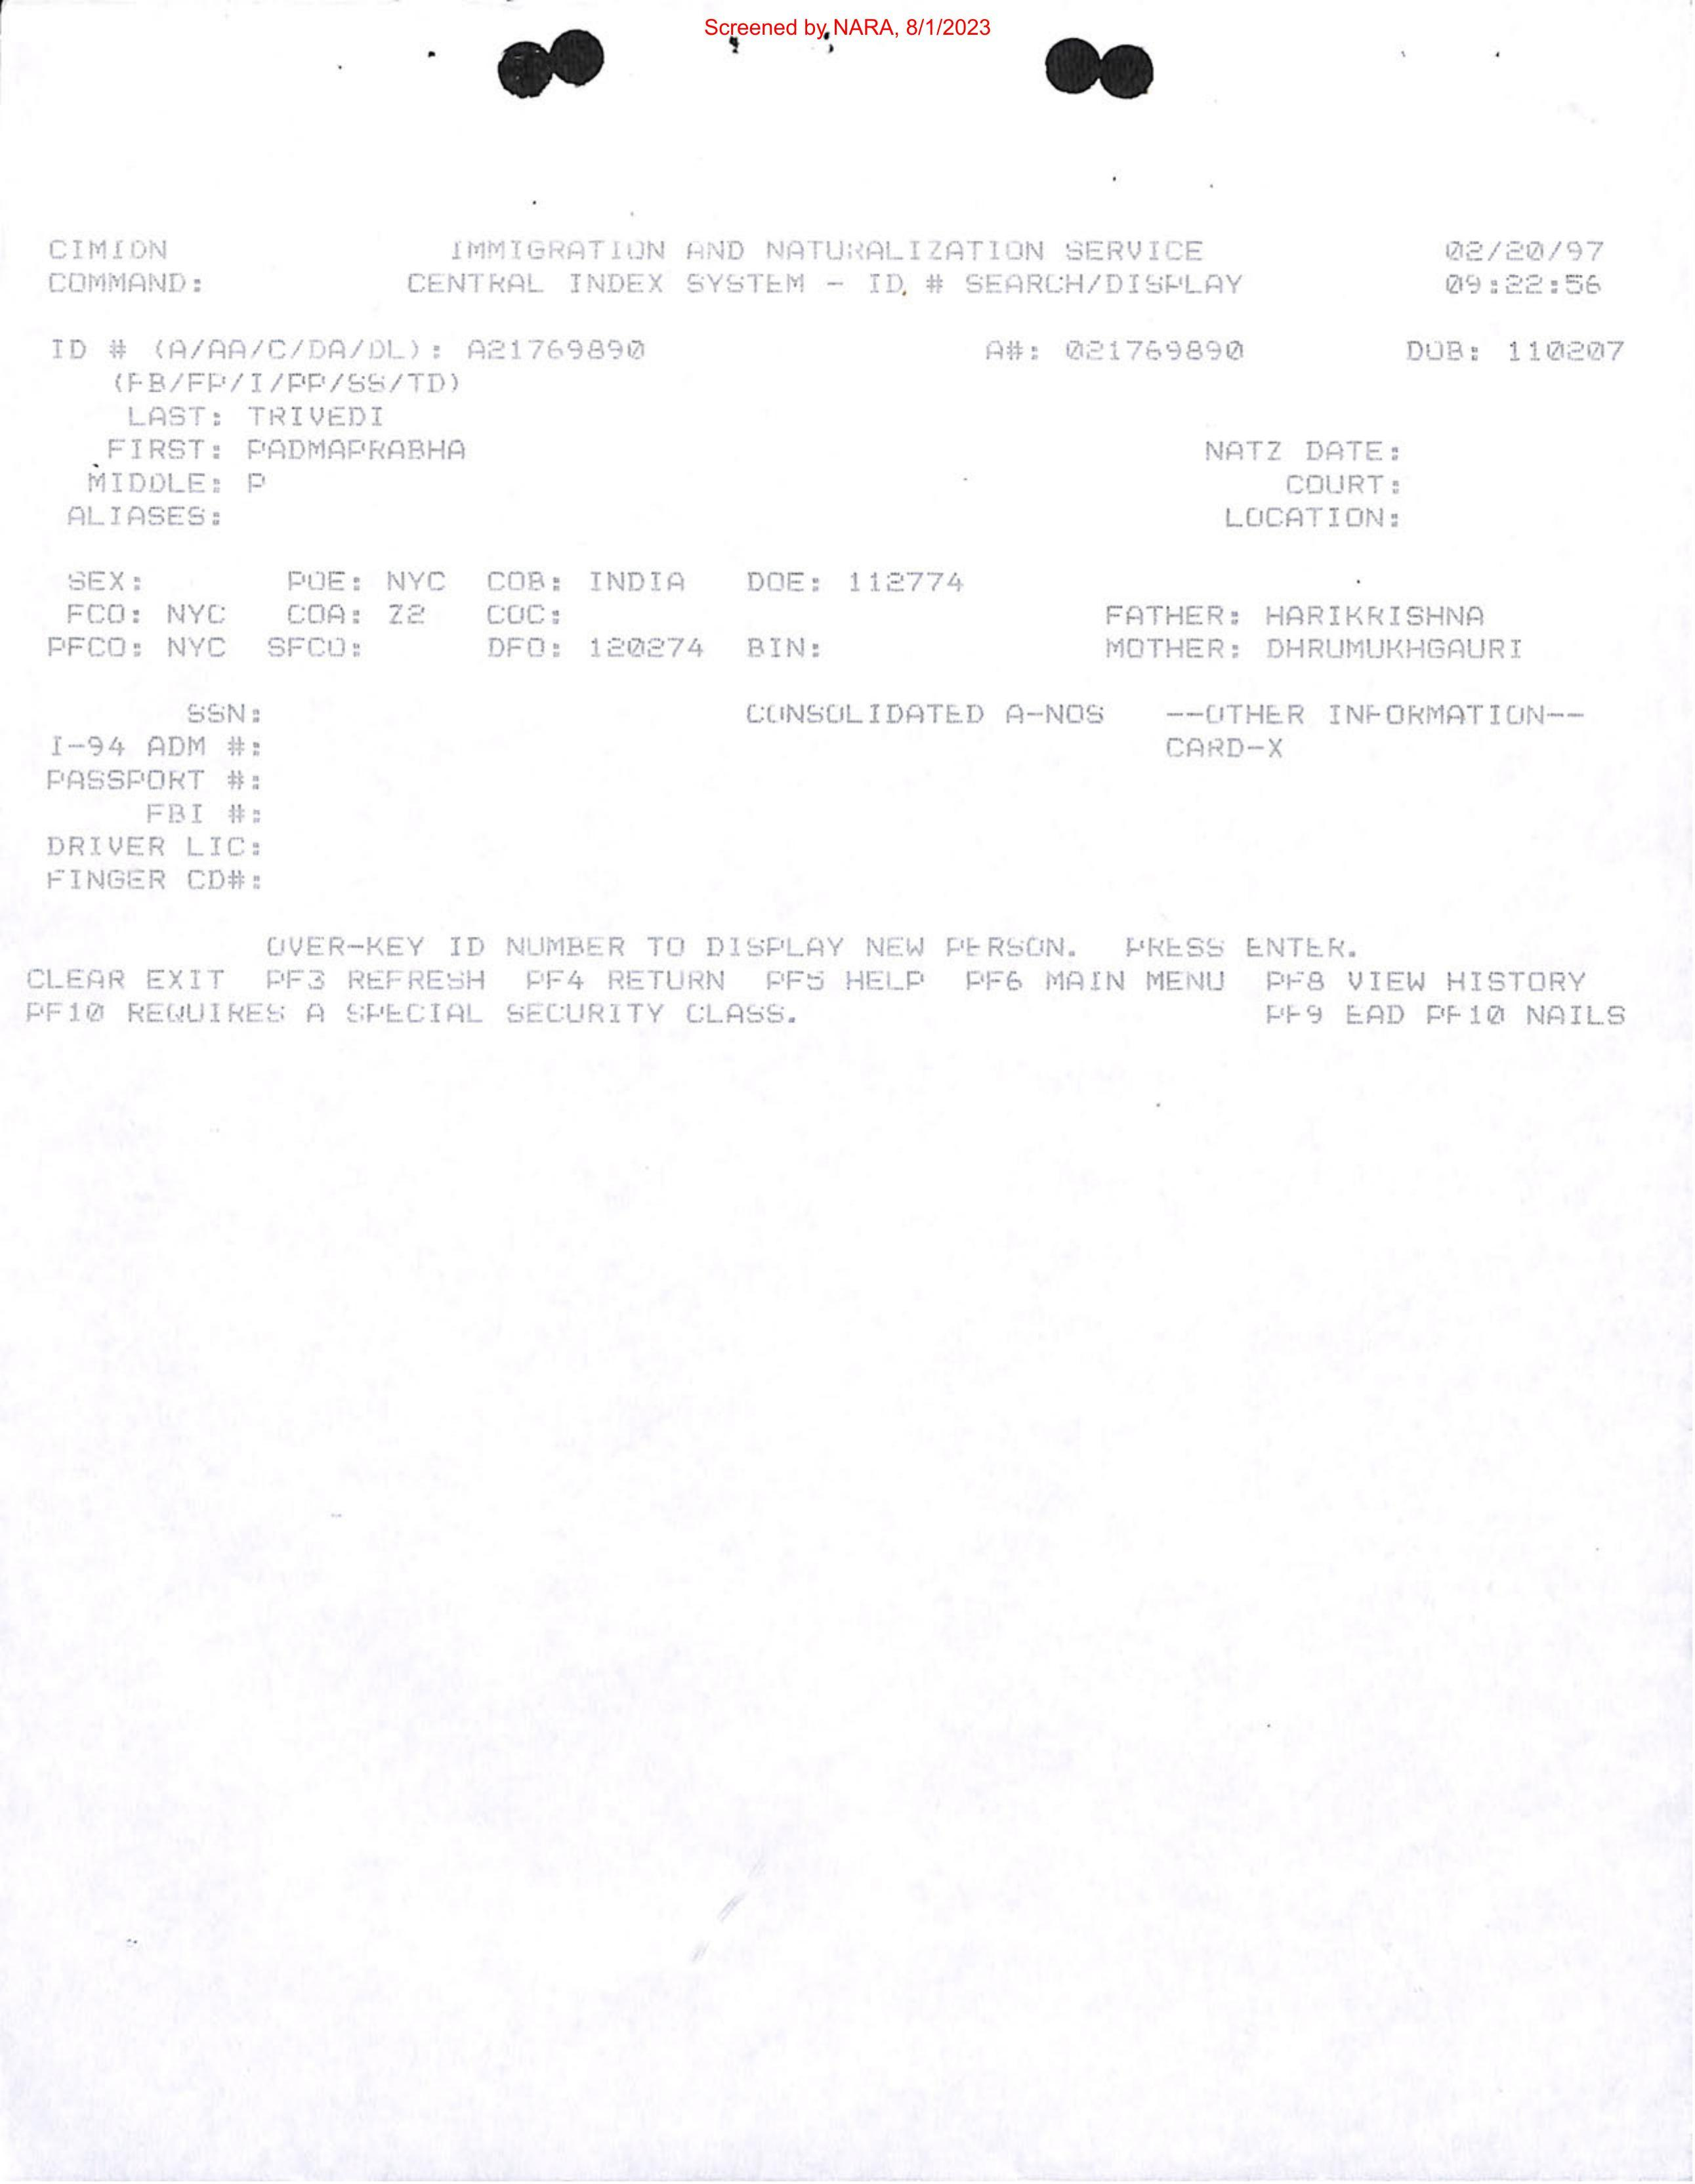 Screened by NARA, 8/1/2023
CIMION IMMIGRATION AND NATURALIZATION SERVICE 02/20/97
COMMAND: CENTRAL INDEX SYSTEM - ID # SEARCH/DISPLAY 09:22:56
ID # (A/AA/C/DA/DL): A21769890 A#: 021769890 DOB: 110207
(FB/FP/I/PP/SS/TD)
LAST: TRIVEDI
FIRST: PADMAPRABHA NATZ DATE:
MIDDLE: P COURT:
ALIASES: LOCATION:
SEX: POE: NYC COB: INDIA DOE: 112774
FCO: NYC COA: Z2 COC: FATHER: HARIKRISHNA
PFCO: NYC SFCO: DFO: 120274 BIN: MOTHER: DHRUMUKHGAURI
SSN: CONSOLIDATED A-NOS --OTHER INFORMATION--
I-94 ADM #: CARD-X
PASSPORT #:
FBI #:
DRIVER LIC:
FINGER CD#:
OVER-KEY ID NUMBER TO DISPLAY NEW PERSON. PRESS ENTER.
CLEAR EXIT PF3 REFRESH PF4 RETURN PF5 HELP PF6 MAIN MENU PF8 VIEW HISTORY
PF10 REQUIRES A SPECIAL SECURITY CLASS. PF9 EAD PF10 NAILS